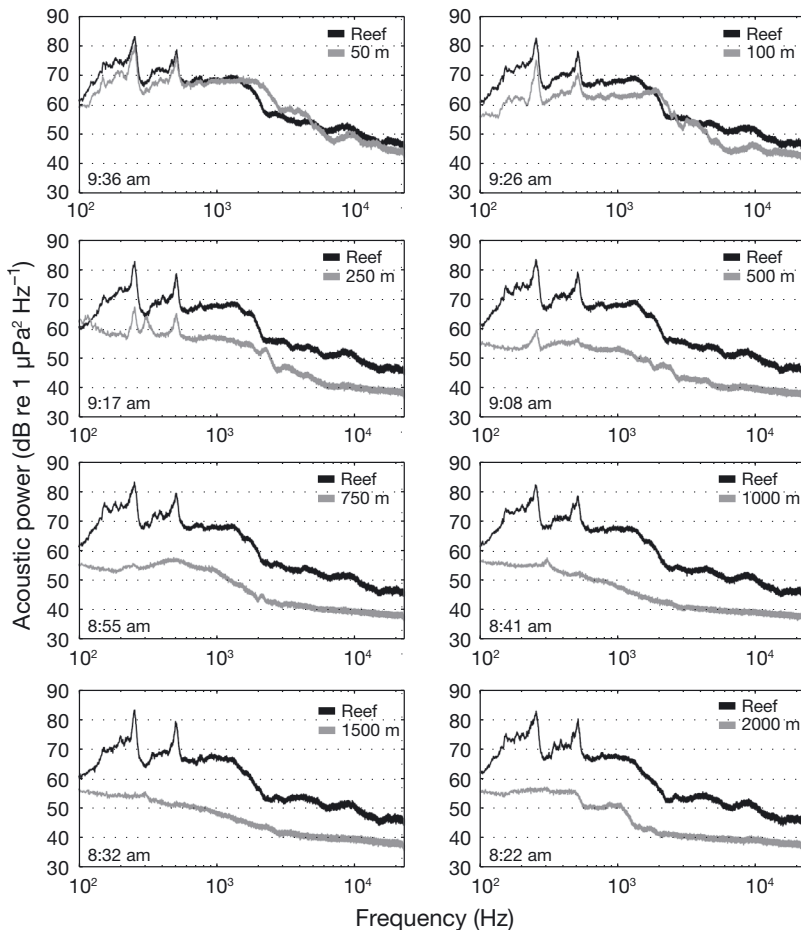 Acoustic power (dB re 1 µPa² Hz⁻¹)
90
80
70
60
50
40
30
Reef
50 m
9:36 am
10² 10³ 10⁴
90
80
70
60
50
40
30
Reef
100 m
9:26 am
10² 10³ 10⁴
90
80
70
60
50
40
30
Reef
250 m
9:17 am
10² 10³ 10⁴
90
80
70
60
50
40
30
Reef
500 m
9:08 am
10² 10³ 10⁴
90
80
70
60
50
40
30
Reef
750 m
8:55 am
10² 10³ 10⁴
90
80
70
60
50
40
30
Reef
1000 m
8:41 am
10² 10³ 10⁴
90
80
70
60
50
40
30
Reef
1500 m
8:32 am
10² 10³ 10⁴
90
80
70
60
50
40
30
Reef
2000 m
8:22 am
10² 10³ 10⁴
Frequency (Hz)